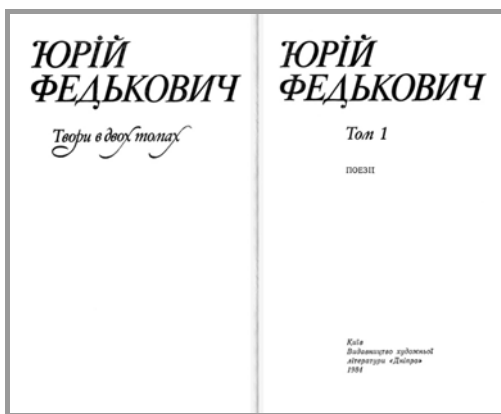 ЮРІЙ
ФЕДЬКОВИЧ
Твори в двох томах
ЮРІЙ
ФЕДЬКОВИЧ
Том 1
ПОЕЗІЇ
Київ
Видавництво художньої
літератури «Дніпро»
1984